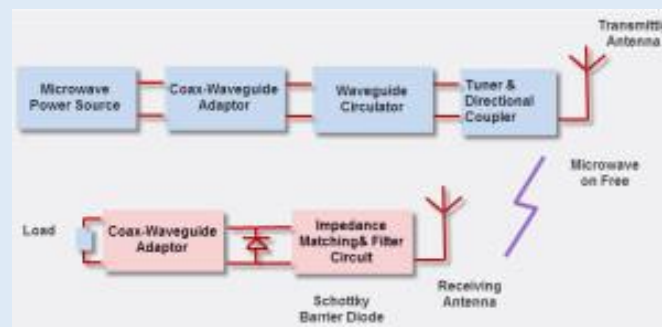 Transmitti
Antenna
Microwave
Power Source
Coax-Waveguide
Adaptor
Waveguide
Circulator
Tuner &
Directional
Coupler
Microwave
on Free
Load
Coax-Waveguide
Adaptor
Impedance
Matching& Filter
Circuit
Receiving
Antenna
Schottky
Barrier Diode